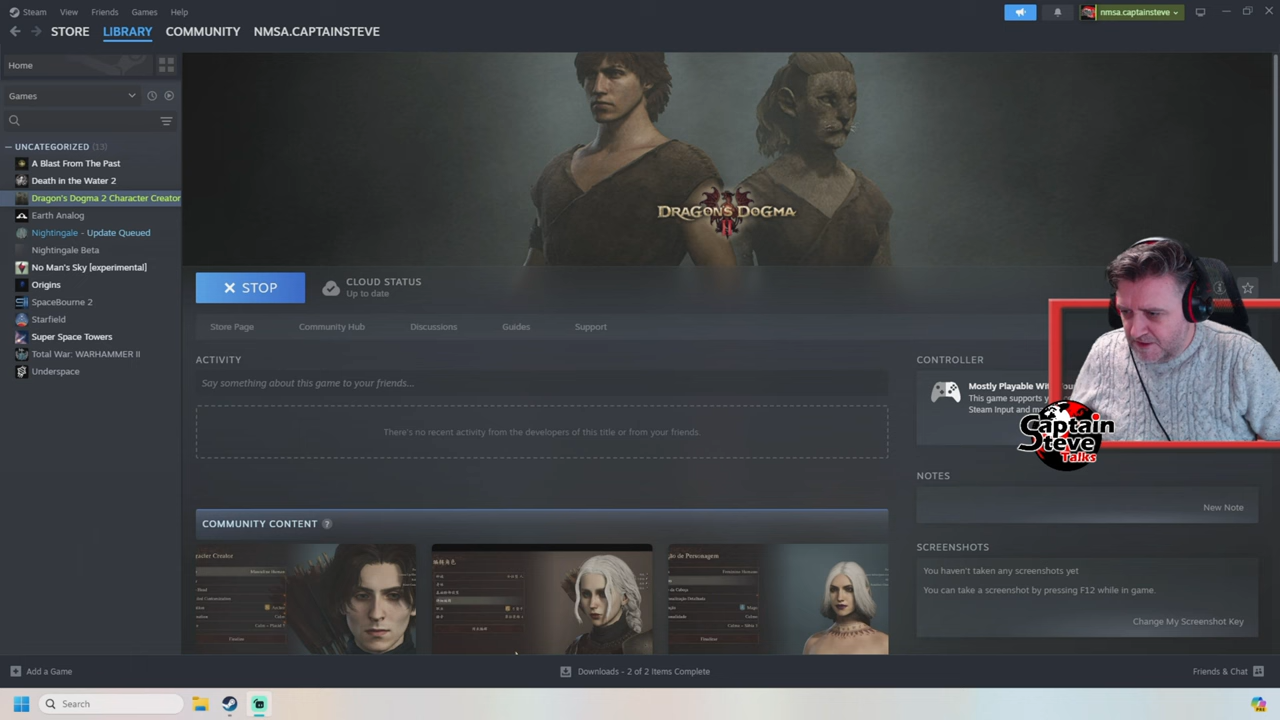 Steam View Friends Games Help
nmsa.captainsteve
STORE LIBRARY COMMUNITY NMSA.CAPTAINSTEVE
Home
Games
UNCATEGORIZED (13)
A Blast From The Past
Death in the Water 2
Dragon's Dogma 2 Character Creator
Earth Analog
Nightingale - Update Queued
Nightingale Beta
No Man's Sky [experimental]
Origins
SpaceBourne 2
Starfield
Super Space Towers
Total War: WARHAMMER II
Underspace
DRAGON'S DOGMA
STOP
CLOUD STATUS
Up to date
Store Page Community Hub Discussions Guides Support
ACTIVITY
Say something about this game to your friends...
There's no recent activity from the developers of this title or from your friends.
CONTROLLER
Mostly Playable
This game supports
Steam Input and
Captain
Steve
Talks
NOTES
New Note
COMMUNITY CONTENT ?
SCREENSHOTS
You haven't taken any screenshots yet
You can take a screenshot by pressing F12 while in game.
Change My Screenshot Key
Add a Game
Downloads - 2 of 2 Items Complete
Friends & Chat
Search